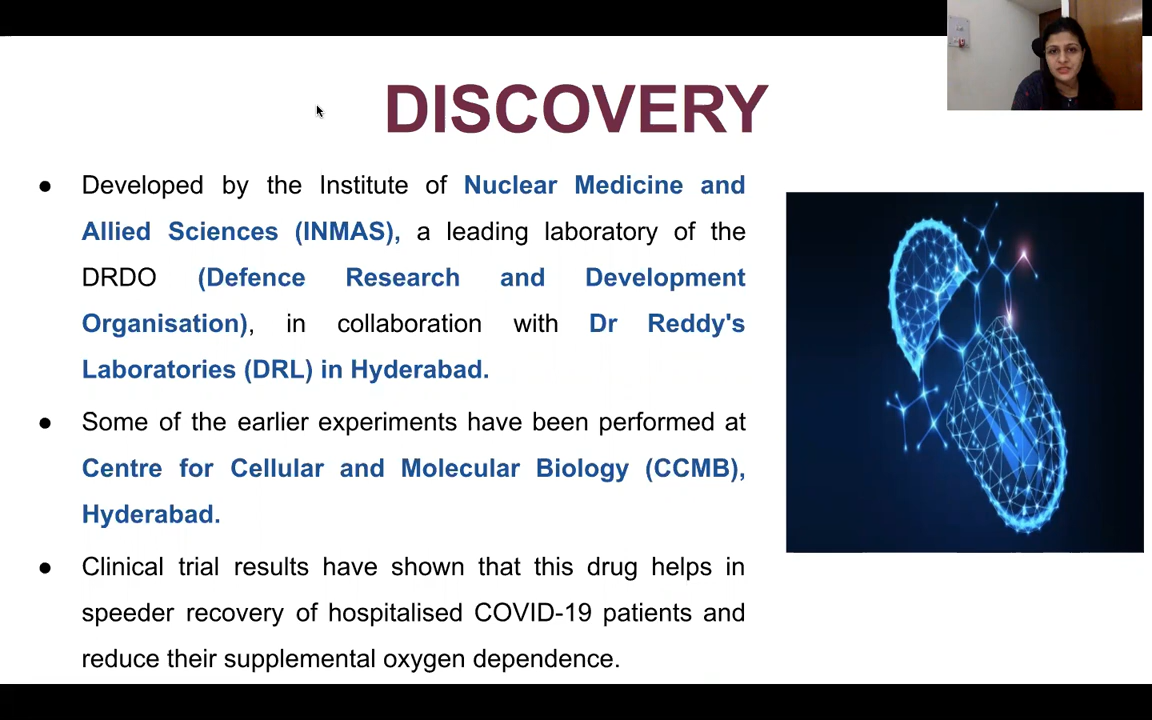 DISCOVERY
● Developed by the Institute of Nuclear Medicine and
Allied Sciences (INMAS), a leading laboratory of the
DRDO (Defence Research and Development
Organisation), in collaboration with Dr Reddy's
Laboratories (DRL) in Hyderabad.
● Some of the earlier experiments have been performed at
Centre for Cellular and Molecular Biology (CCMB),
Hyderabad.
● Clinical trial results have shown that this drug helps in
speeder recovery of hospitalised COVID-19 patients and
reduce their supplemental oxygen dependence.